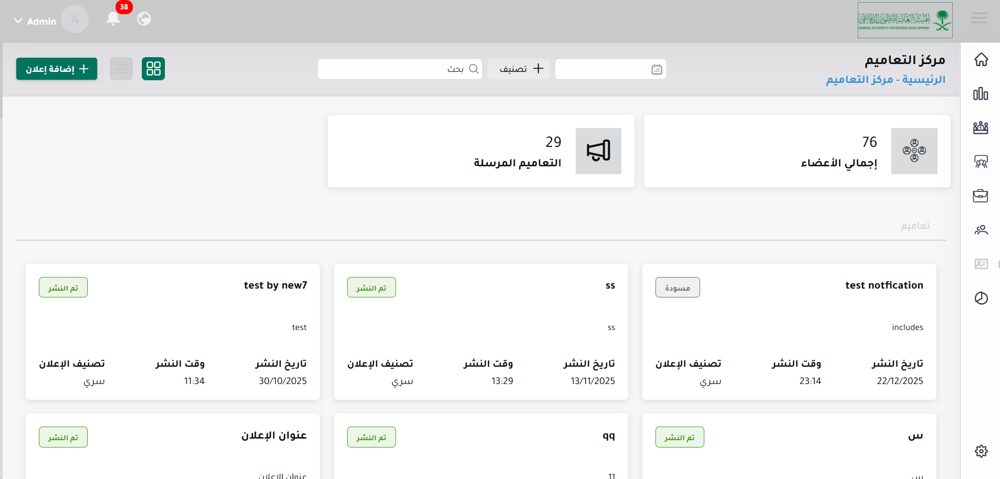 الهيئة العامة للتطوير الدفاعي
GENERAL AUTHORITY FOR DEFENSE DEVELOPMENT
38
A
Admin
مركز التعاميم
الرئيسية - مركز التعاميم
تصنيف
بحث
إضافة إعلان
76
إجمالي الأعضاء
29
التعاميم المرسلة
تعاميم
test notfication
مسودة
includes
تاريخ النشر
وقت النشر
تصنيف الإعلان
22/12/2025
23:14
سري
ss
تم النشر
ss
تاريخ النشر
وقت النشر
تصنيف الإعلان
13/11/2025
13:29
سري
test by new7
تم النشر
test
تاريخ النشر
وقت النشر
تصنيف الإعلان
30/10/2025
11:34
سري
س
تم النشر
س
qq
تم النشر
11
عنوان الإعلان
تم النشر
عنوان الإعلان